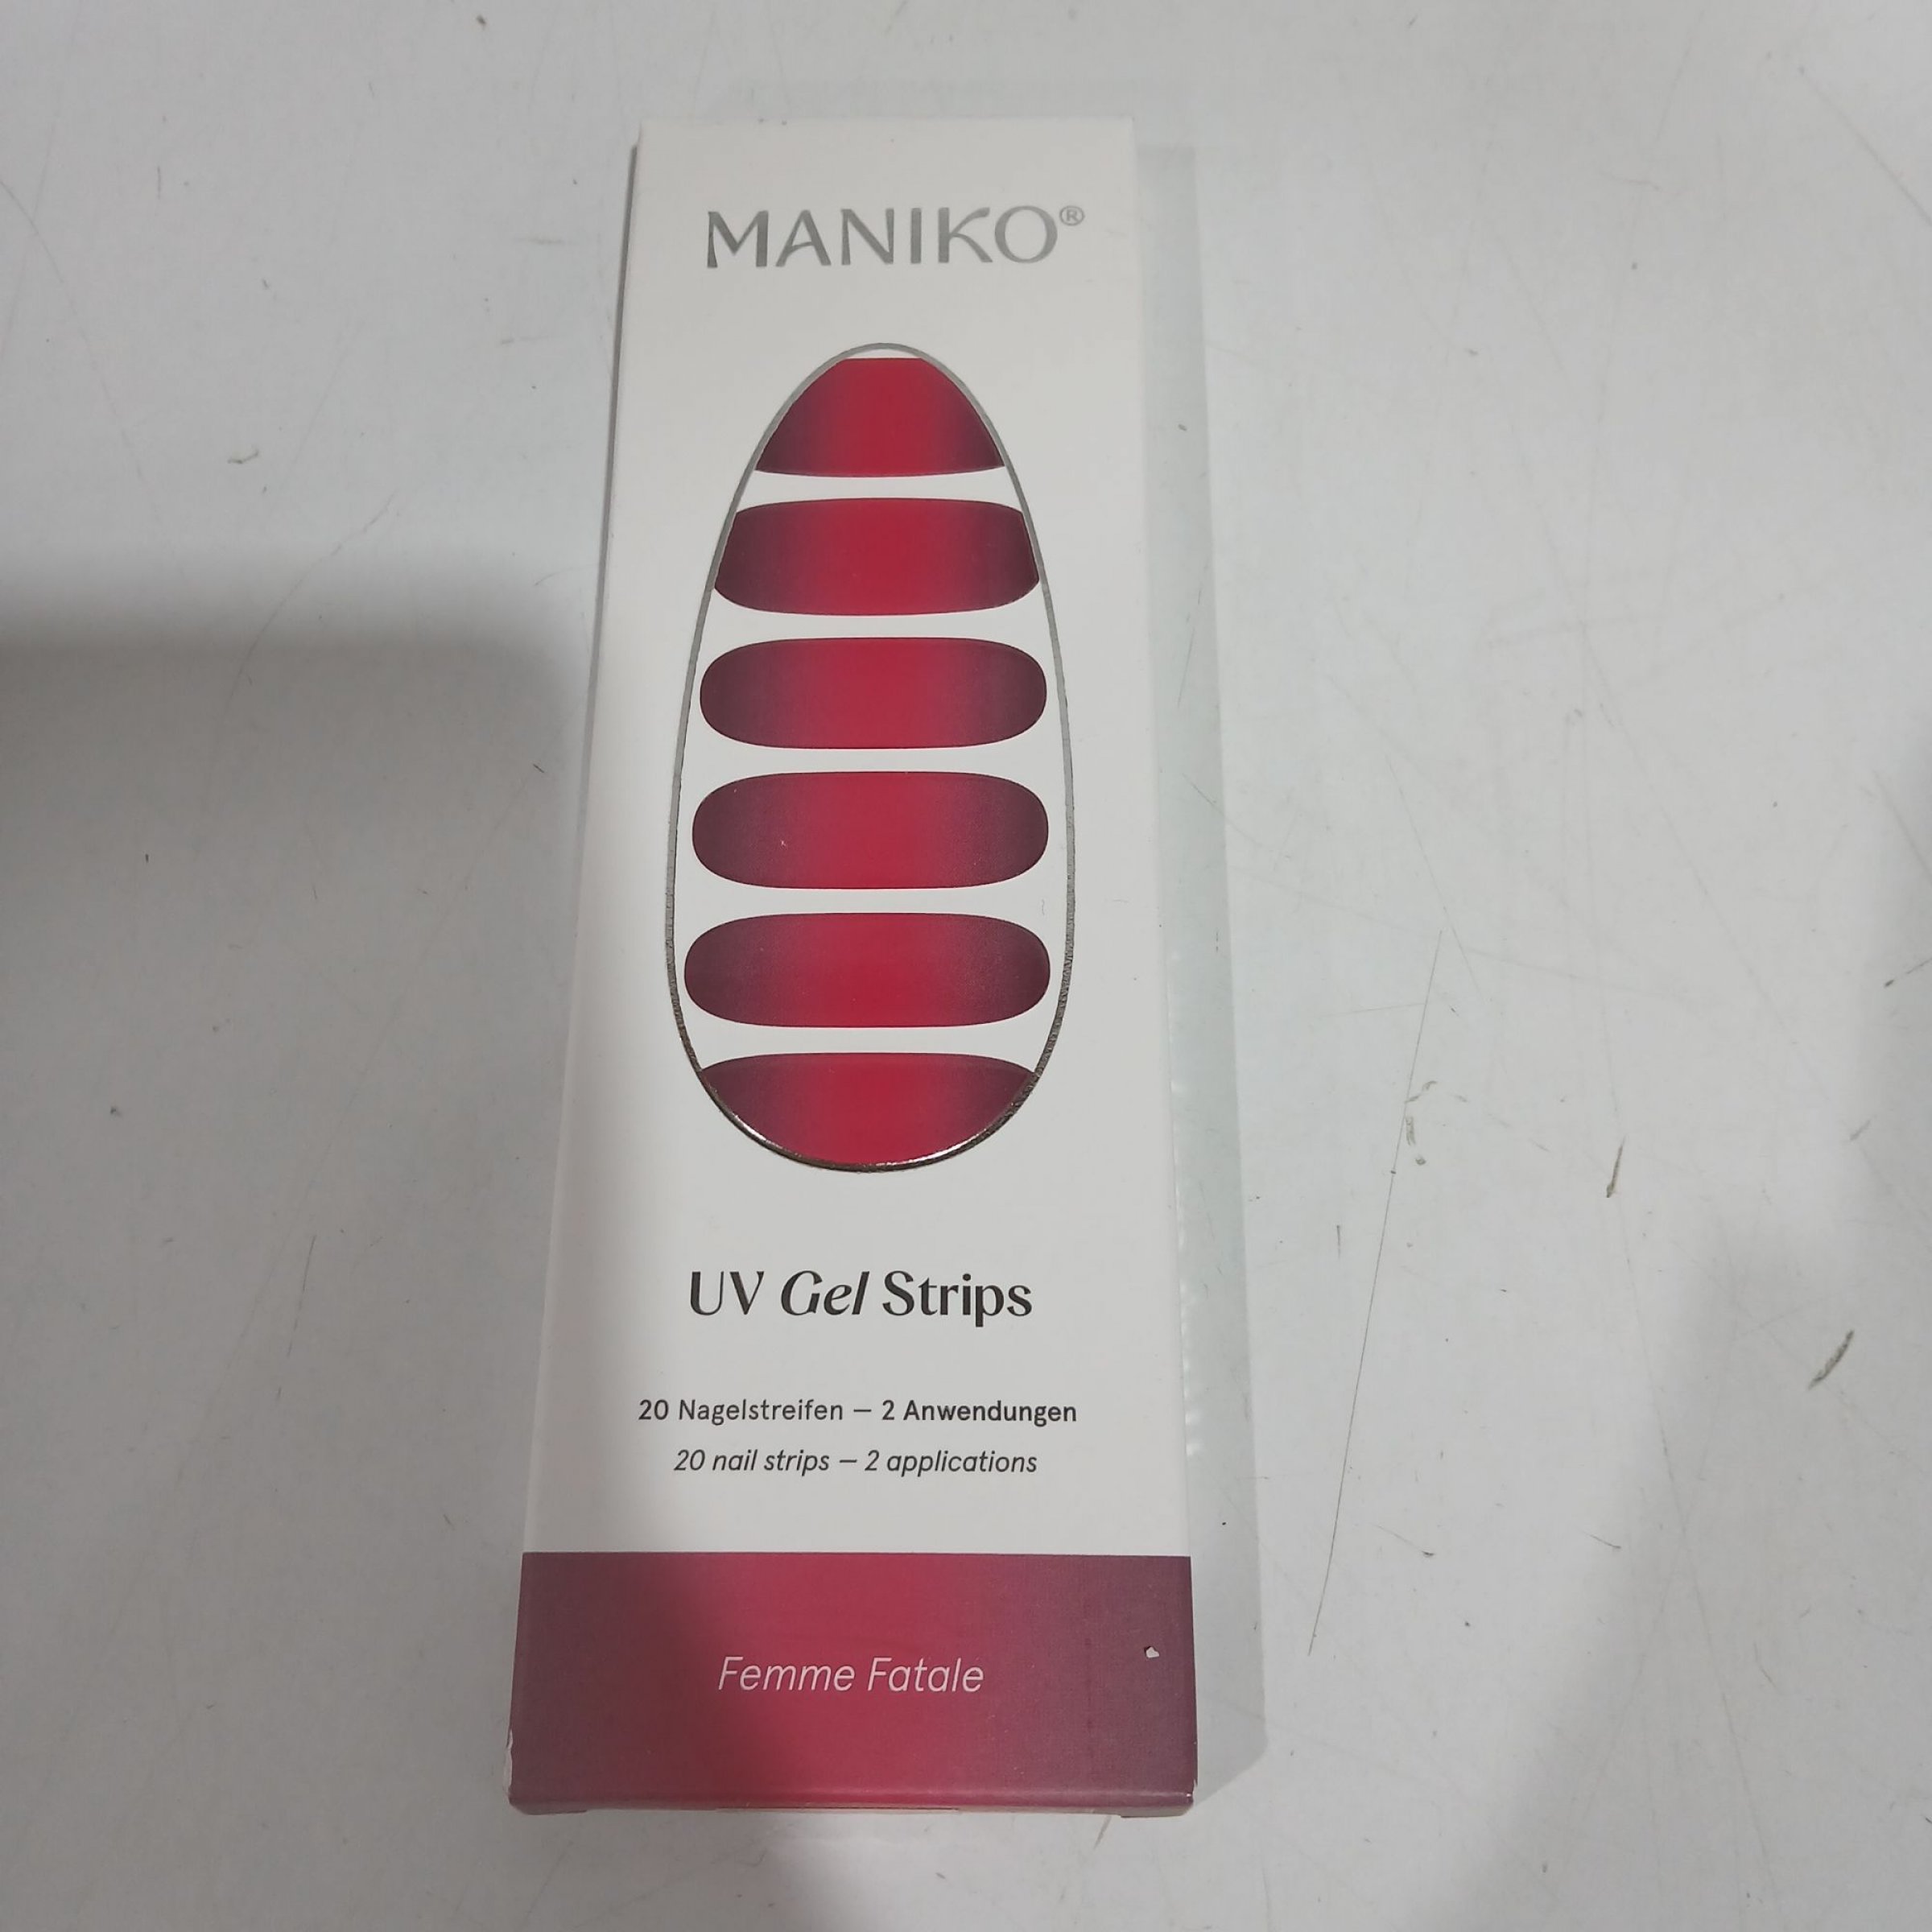 MANIKO®
UV Gel Strips
20 Nagelstreifen – 2 Anwendungen
20 nail strips – 2 applications
Femme Fatale